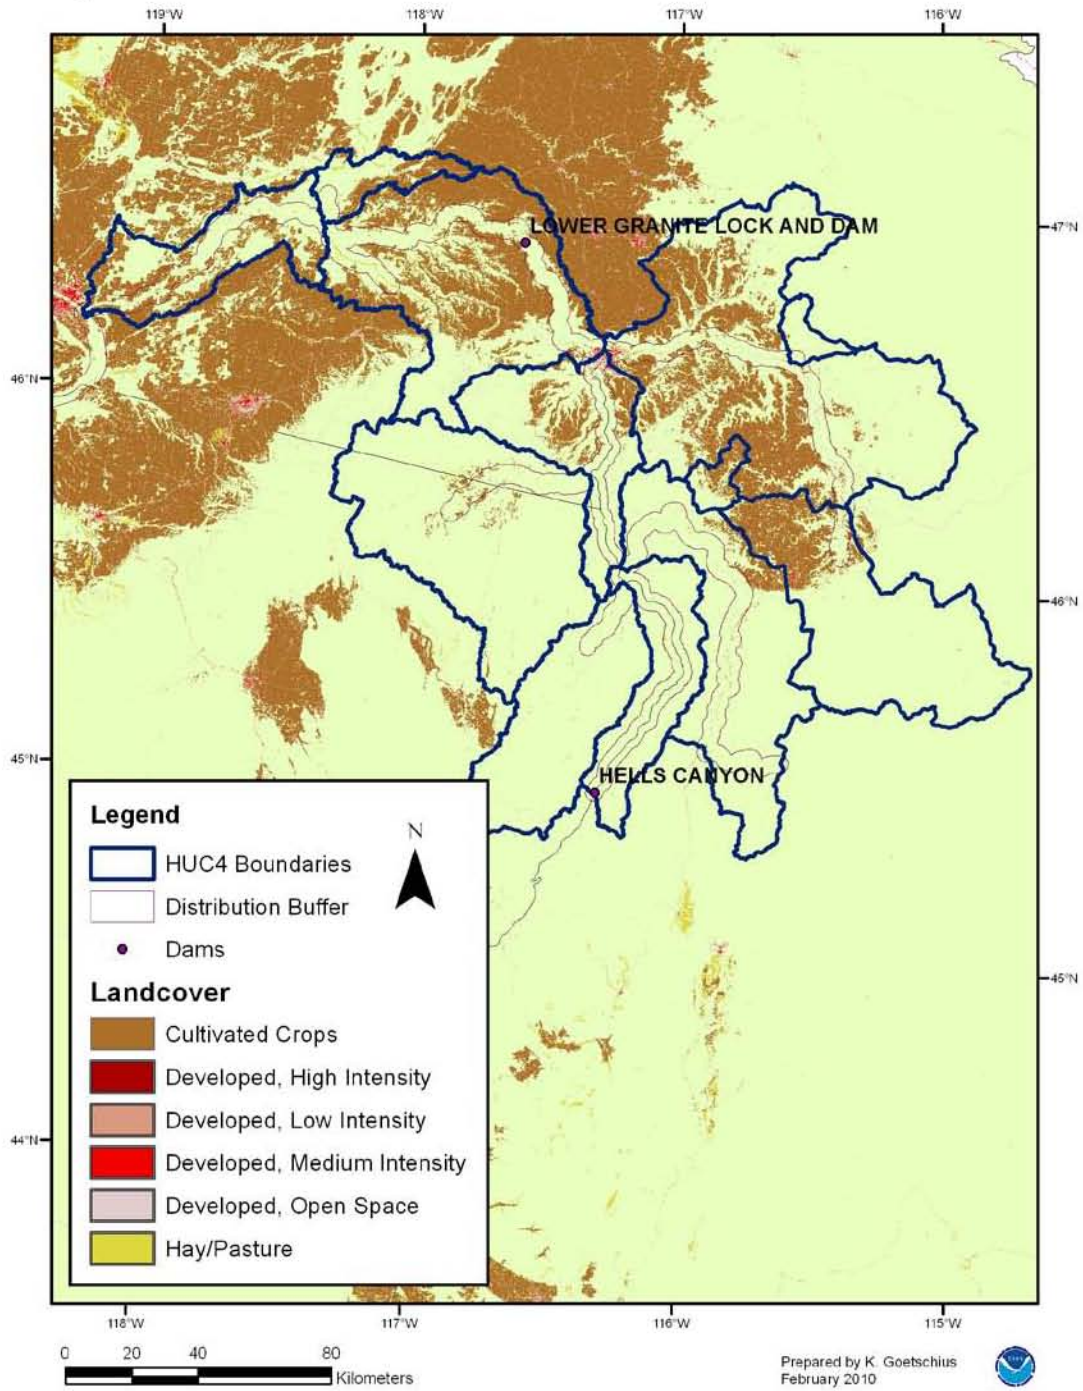 119°W 118°W 117°W 116°W
47°N
LOWER GRANITE LOCK AND DAM
46°N
46°N
45°N
HELLS CANYON
45°N
44°N
Legend
HUC4 Boundaries
Distribution Buffer
Dams
N
Landcover
Cultivated Crops
Developed, High Intensity
Developed, Low Intensity
Developed, Medium Intensity
Developed, Open Space
Hay/Pasture
118°W 117°W 116°W 115°W
0 20 40 80
Kilometers
Prepared by K. Goetschius
February 2010